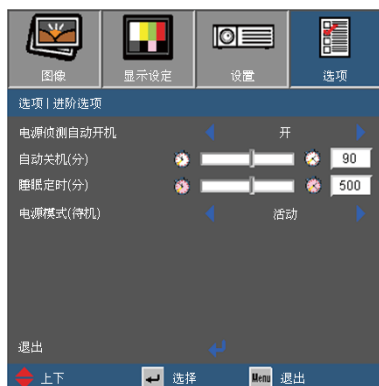 图像 显示设定 设置 选项
选项 | 进阶选项
电源侦测自动开机 开
自动关机(分) 90
睡眠定时(分) 500
电源模式(待机) 活动
退出
上下 选择 Menu 退出